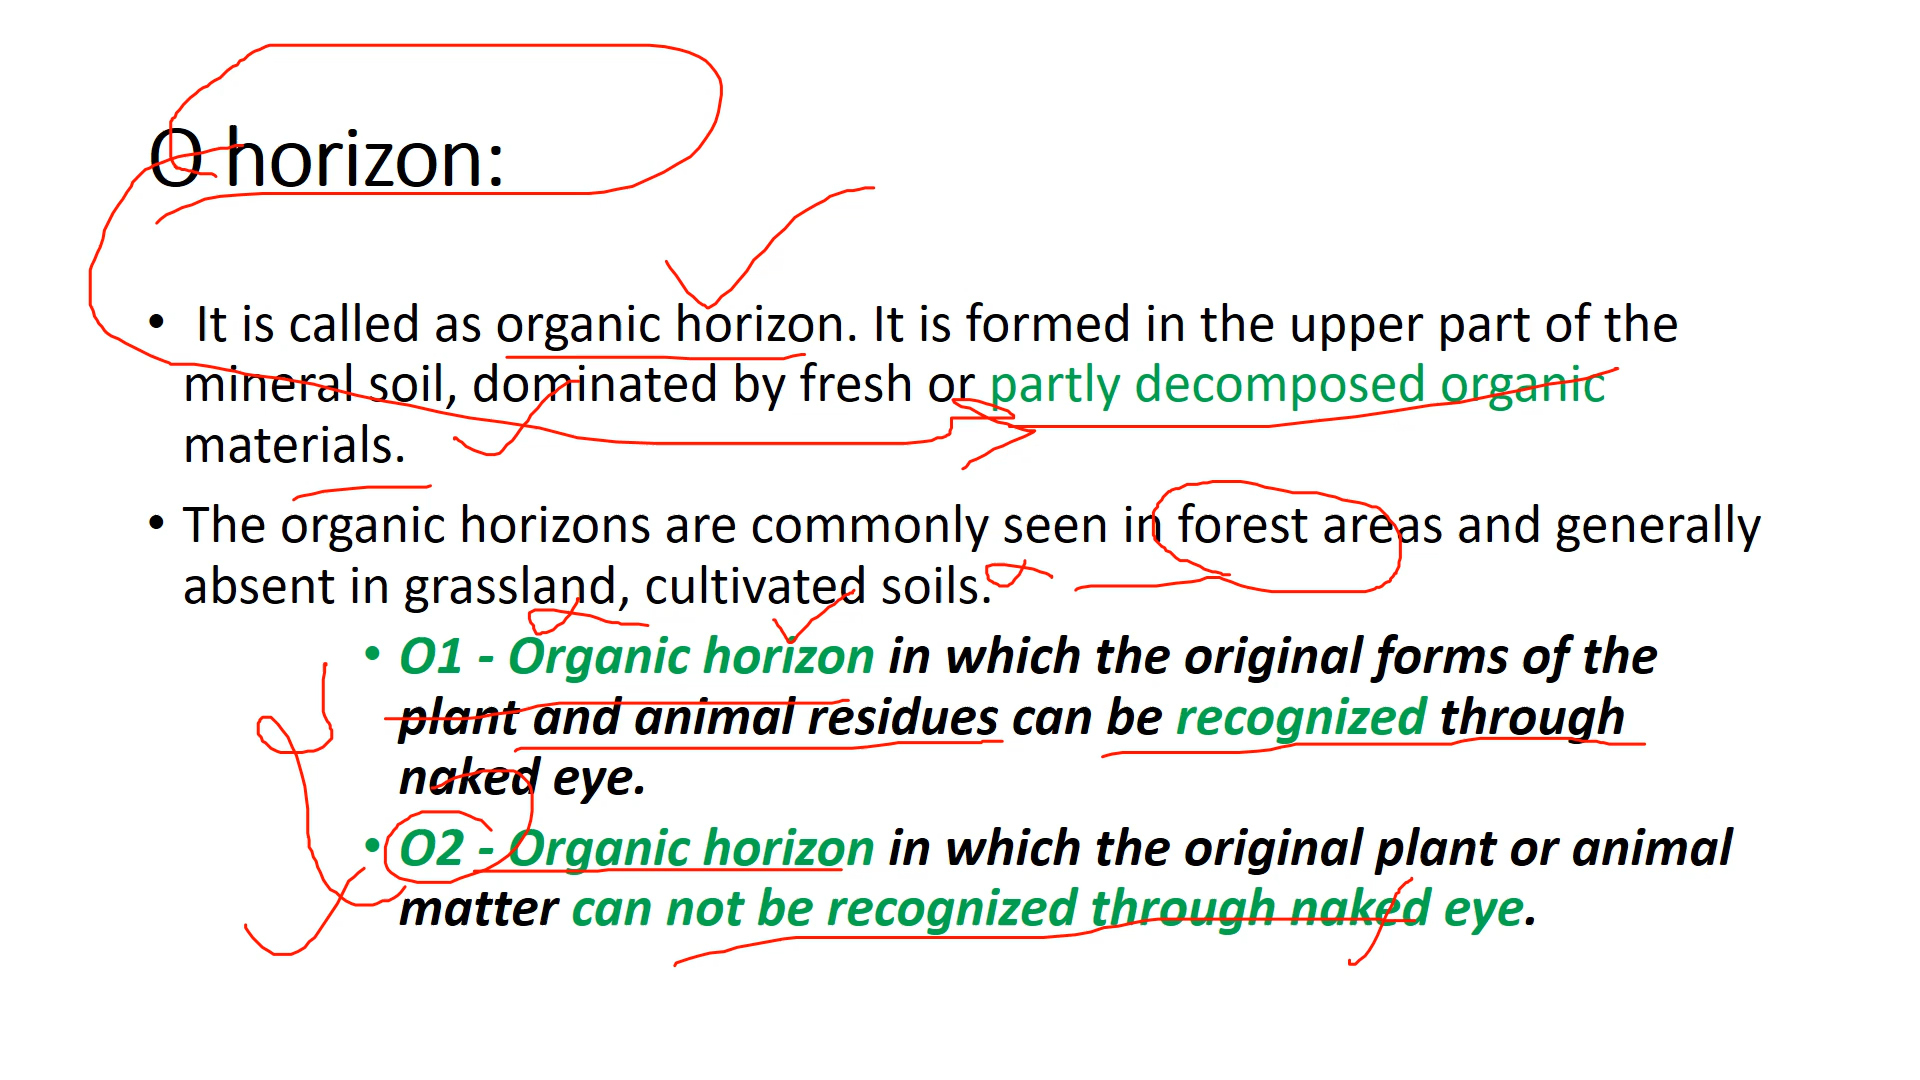 O horizon:
• It is called as organic horizon. It is formed in the upper part of the
mineral soil, dominated by fresh or partly decomposed organic
materials.
• The organic horizons are commonly seen in forest areas and generally
absent in grassland, cultivated soils.
• O1 - Organic horizon in which the original forms of the
plant and animal residues can be recognized through
naked eye.
• O2 - Organic horizon in which the original plant or animal
matter can not be recognized through naked eye.